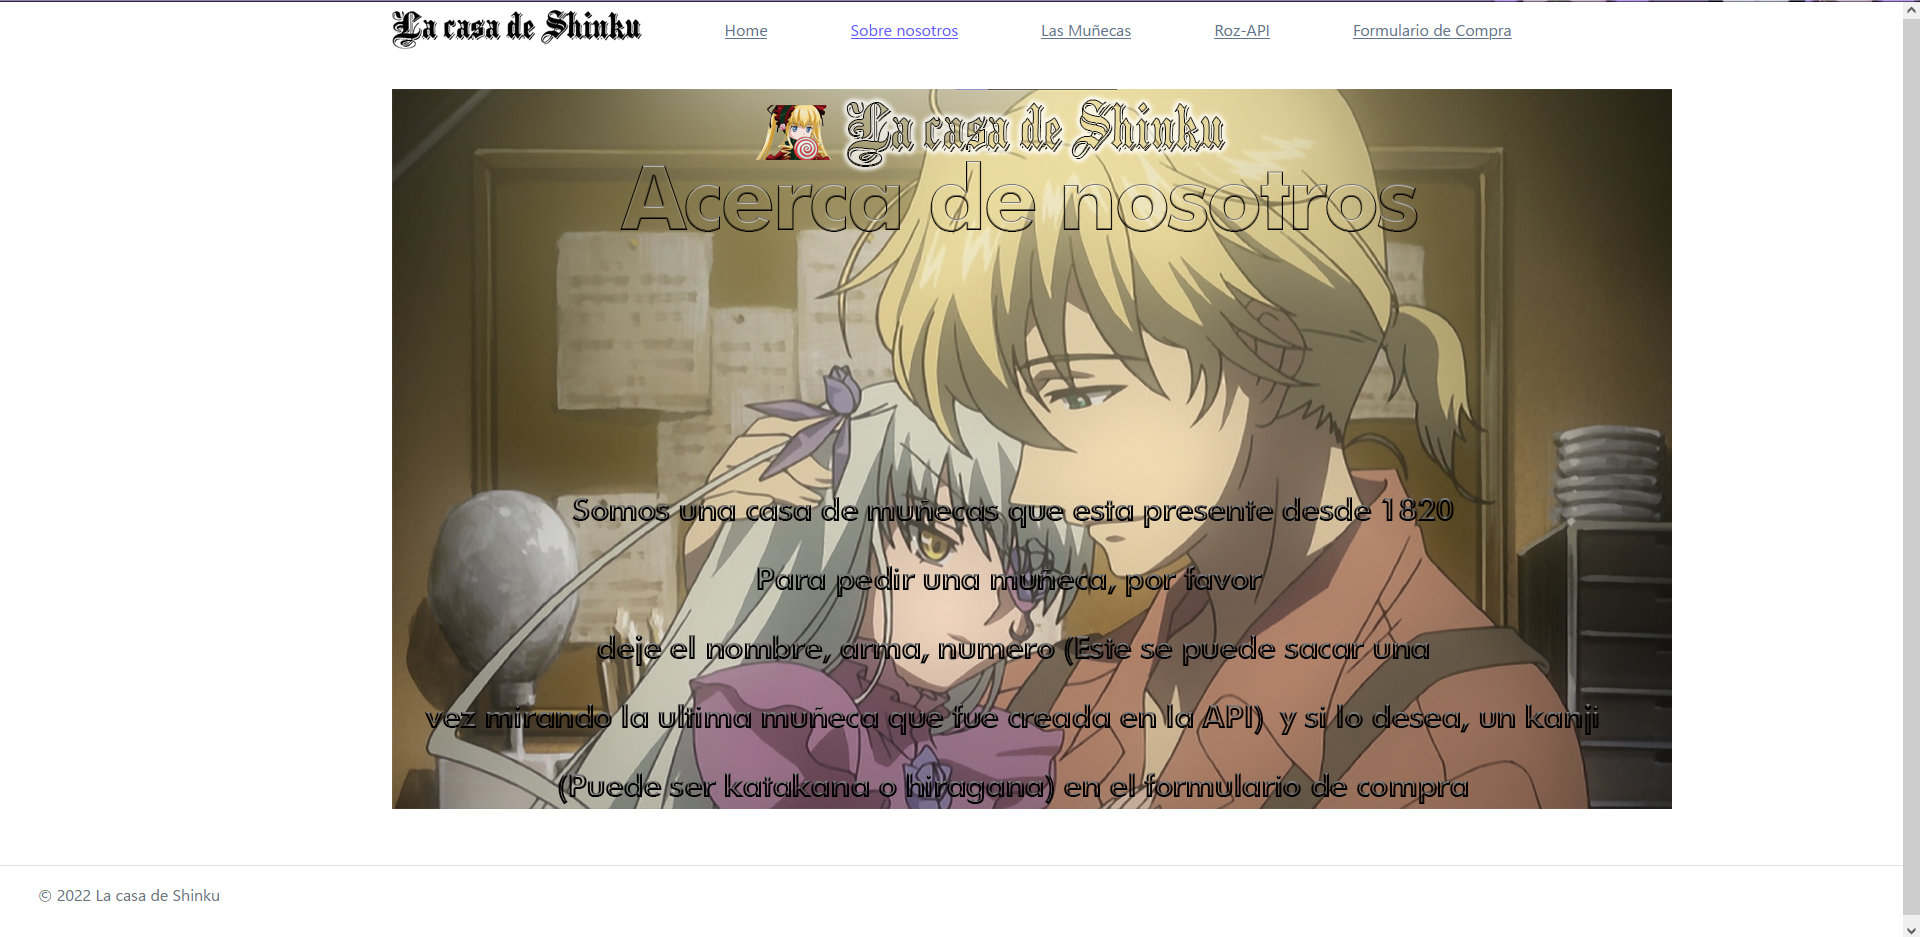 La casa de Shinku Home Sobre nosotros Las Muñecas Roz-API Formulario de Compra
La casa de Shinku
Acerca de nosotros
Somos una casa de muñecas que esta presente desde 1820
Para pedir una muñeca, por favor
deje el nombre, arma, numero (Este se puede sacar una
vez mirando la ultima muñeca que fue creada en la API) y si lo desea, un kanji
(Puede ser katakana o hiragana) en el formulario de compra
© 2022 La casa de Shinku